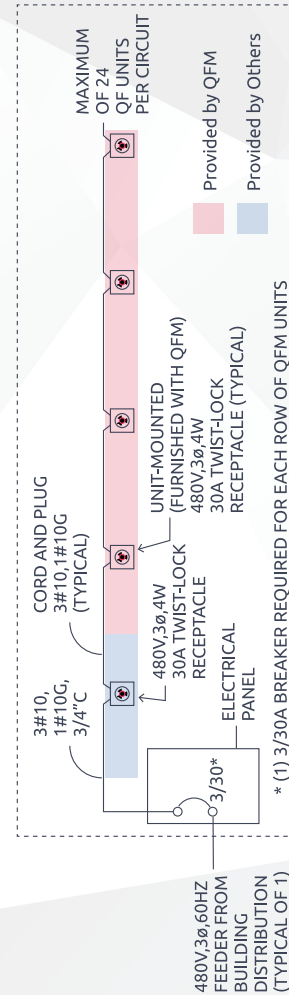 MAXIMUM
OF 24
QF UNITS
PER CIRCUIT
CORD AND PLUG
3#10,1#10G
(TYPICAL)
3#10,
1#10G,
3/4"C
UNIT-MOUNTED
(FURNISHED WITH QFM)
480V,3ø,4W
30A TWIST-LOCK
RECEPTACLE (TYPICAL)
480V,3ø,4W
30A TWIST-LOCK
RECEPTACLE
ELECTRICAL
PANEL
3/30*
480V,3ø,60HZ
FEEDER FROM
BUILDING
DISTRIBUTION
(TYPICAL OF 1)
Provided by QFM
Provided by Others
* (1) 3/30A BREAKER REQUIRED FOR EACH ROW OF QFM UNITS